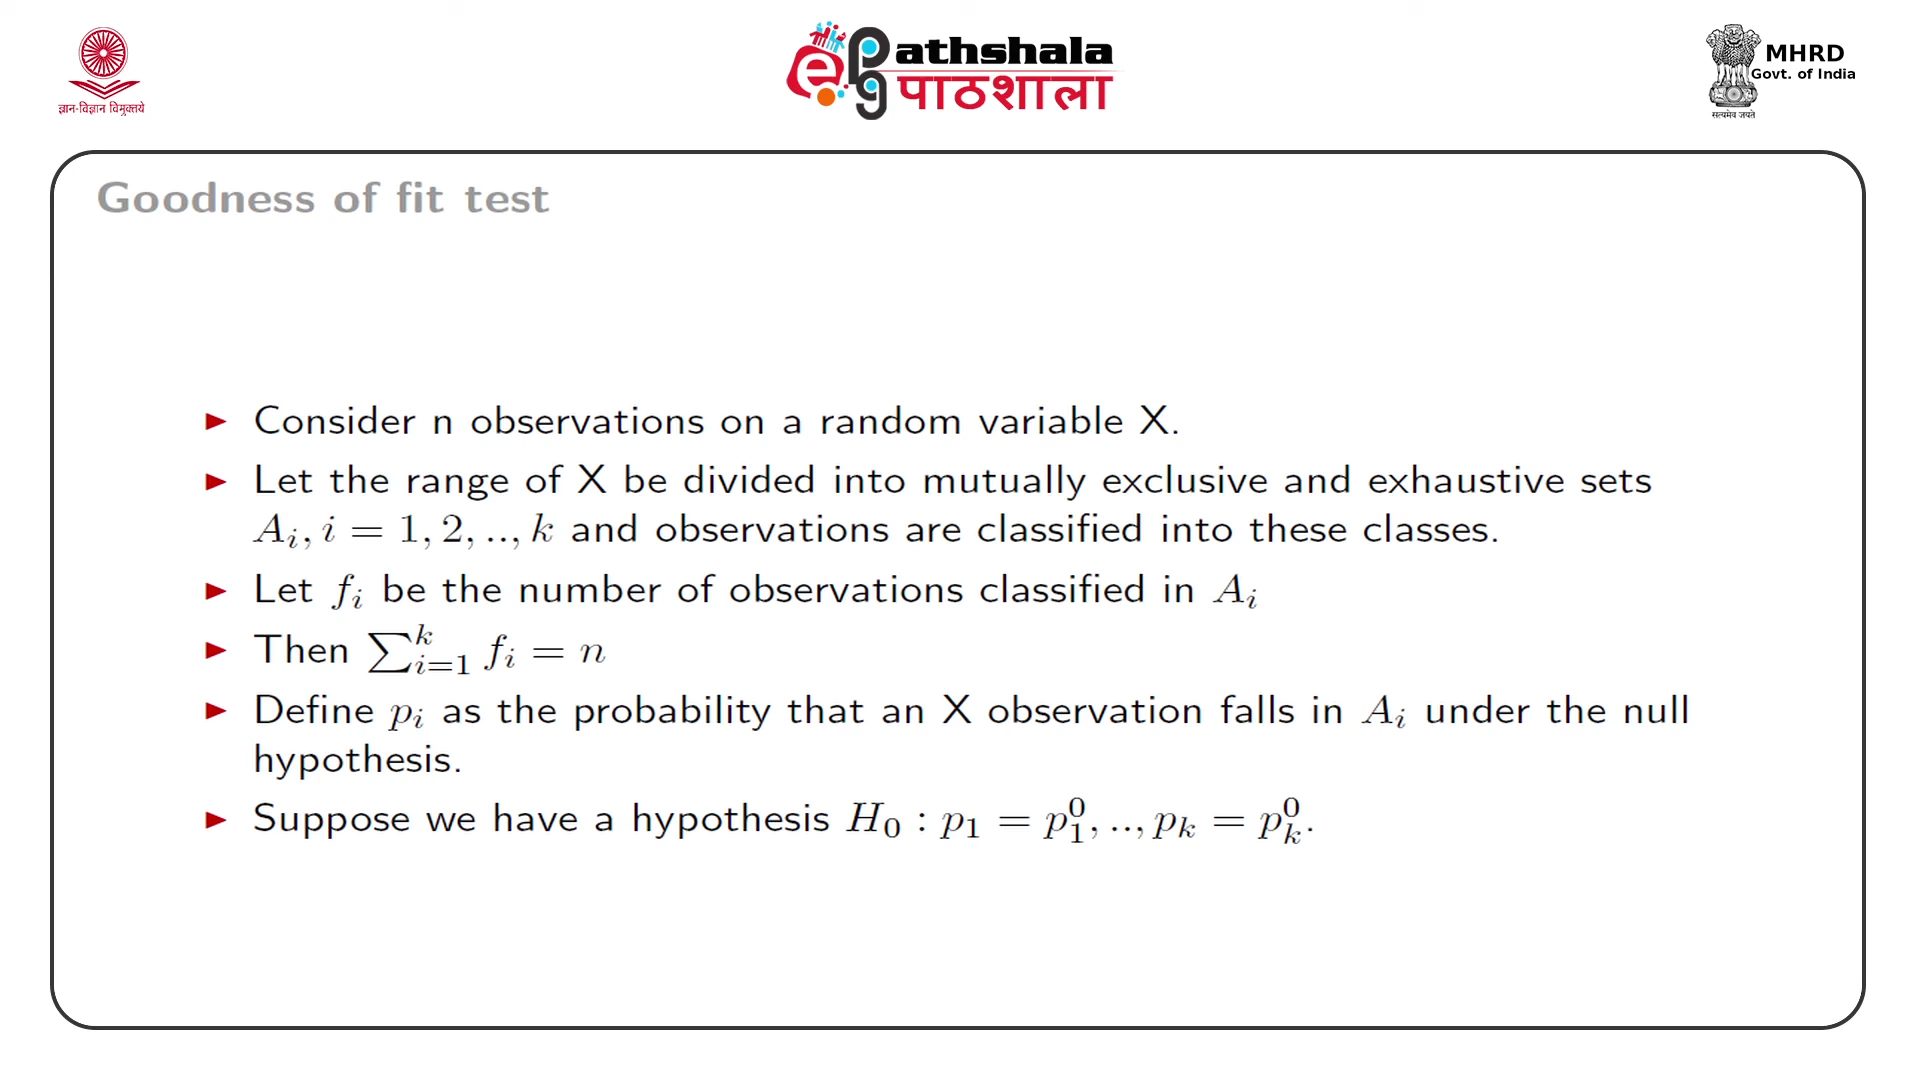 ज्ञान-विज्ञान विमुक्तये
ePGathshala
पाठशाला
MHRD
Govt. of India
सत्यमेव जयते
Goodness of fit test
► Consider n observations on a random variable X.
► Let the range of X be divided into mutually exclusive and exhaustive sets
$A_i, i = 1, 2, .., k$ and observations are classified into these classes.
► Let $f_i$ be the number of observations classified in $A_i$
► Then $\sum_{i=1}^{k} f_i = n$
► Define $p_i$ as the probability that an X observation falls in $A_i$ under the null
hypothesis.
► Suppose we have a hypothesis $H_0 : p_1 = p_1^0, .., p_k = p_k^0$.